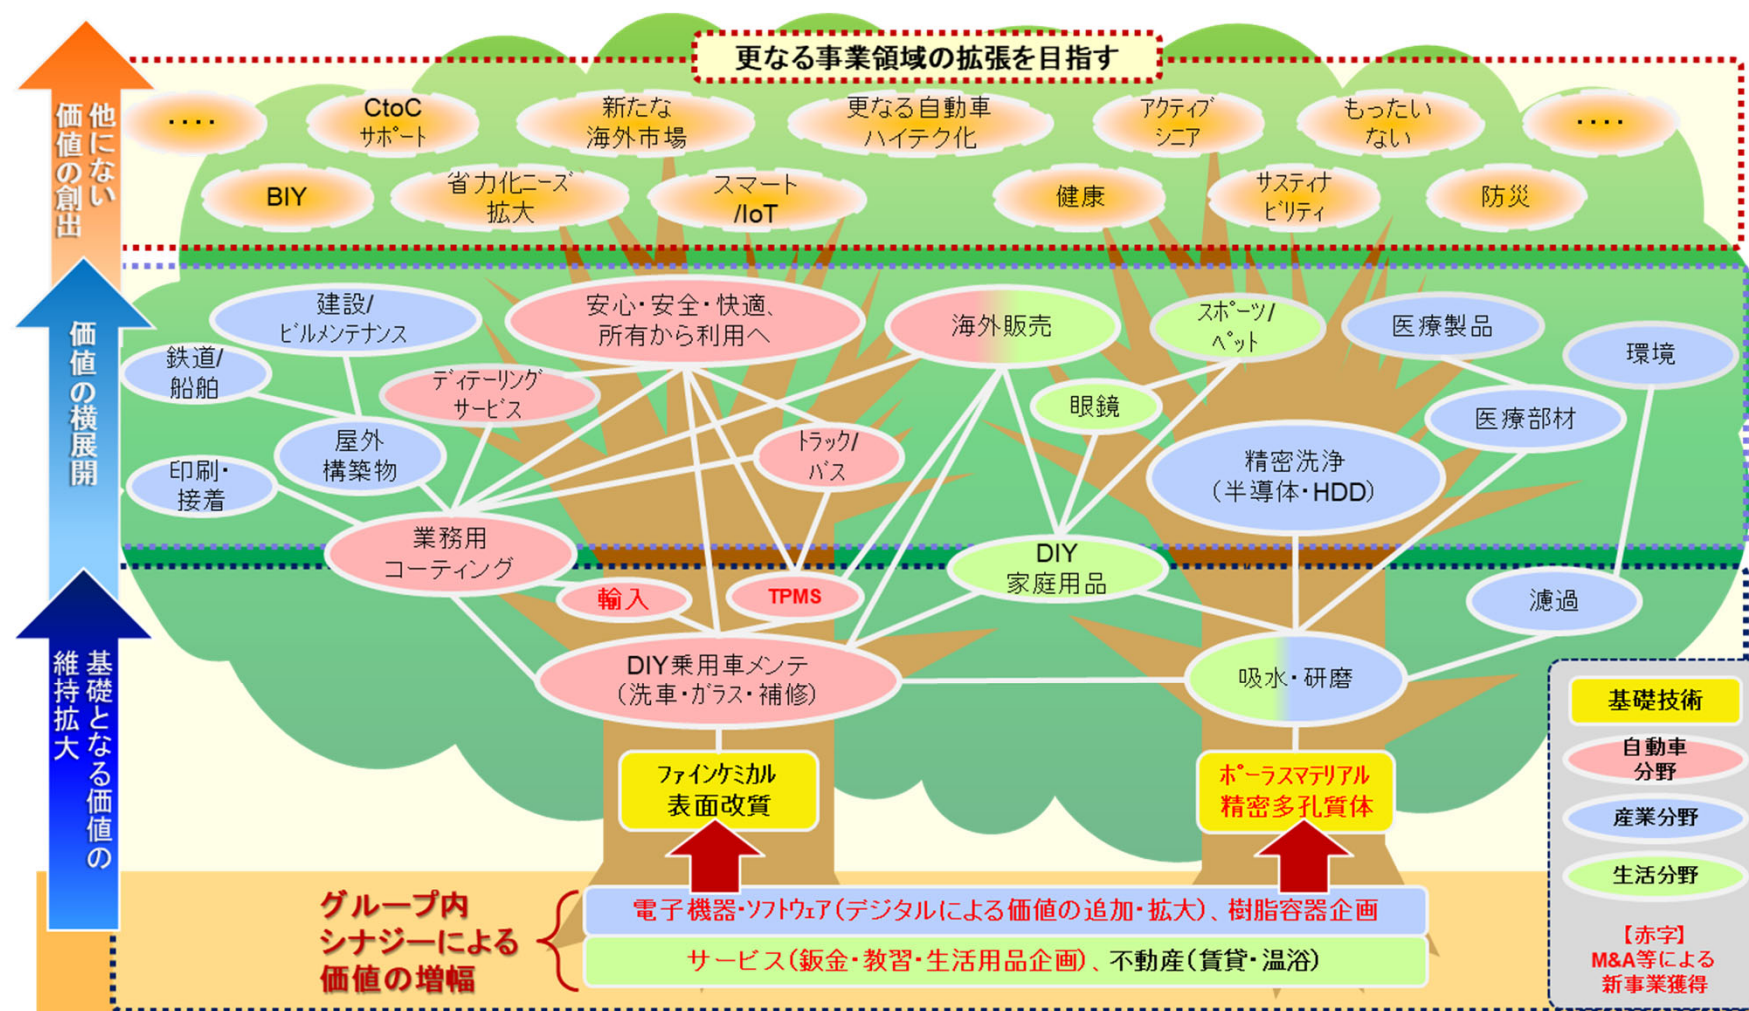 更なる事業領域の拡張を目指す
他にない
価値の創出
‥‥
CtoC
ｻﾎﾟｰﾄ
新たな
海外市場
更なる自動車
ハイテク化
ｱｸﾃｨﾌﾞ
ｼﾆｱ
もったい
ない
‥‥
BIY
省力化ニーズ
拡大
スマート
/IoT
健康
ｻｽﾃｨﾅ
ﾋﾞﾘﾃｨ
防災
価値の横展開
建設/
ﾋﾞﾙﾒﾝﾃﾅﾝｽ
安心・安全・快適、
所有から利用へ
海外販売
ｽﾎﾟｰﾂ/
ﾍﾟｯﾄ
医療製品
環境
鉄道/
船舶
ﾃﾞｨﾃｰﾘﾝｸﾞ
ｻｰﾋﾞｽ
眼鏡
医療部材
屋外
構築物
ﾄﾗｯｸ/
ﾊﾞｽ
精密洗浄
(半導体・HDD)
印刷・
接着
業務用
コーティング
DIY
家庭用品
基礎となる価値の
維持拡大
輸入
TPMS
濾過
DIY乗用車メンテ
(洗車・ｶﾞﾗｽ・補修)
吸水・研磨
ﾌｧｲﾝｹﾐｶﾙ
表面改質
ﾎﾟｰﾗｽﾏﾃﾘｱﾙ
精密多孔質体
グループ内
シナジーによる
価値の増幅
電子機器・ｿﾌﾄｳｪｱ(デジタルによる価値の追加・拡大)、樹脂容器企画
サービス(鈑金・教習・生活用品企画)、不動産(賃貸・温浴)
基礎技術
自動車
分野
産業分野
生活分野
【赤字】
M&A等による
新事業獲得